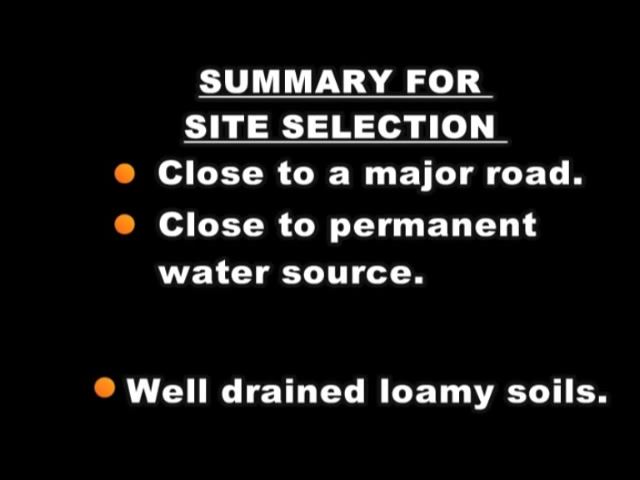 SUMMARY FOR
SITE SELECTION
Close to a major road.
Close to permanent
water source.
Well drained loamy soils.